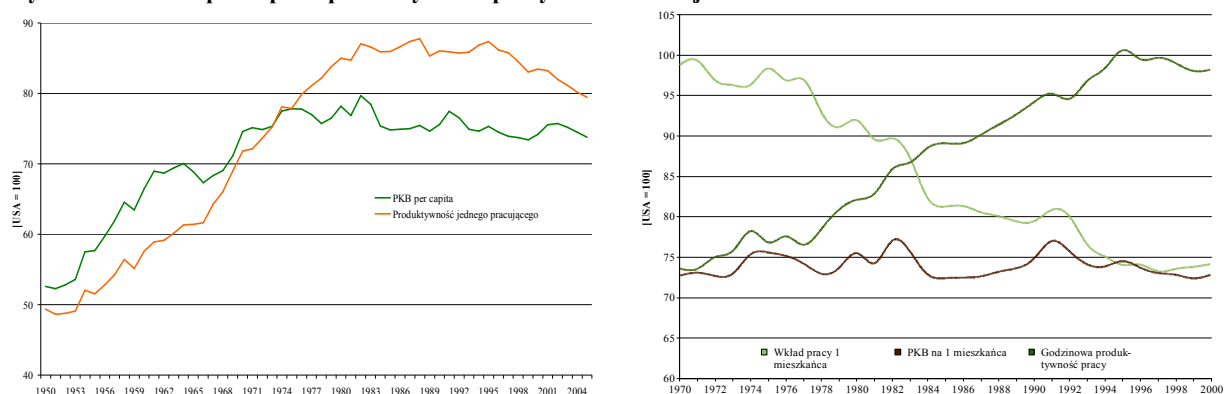 90
80
70
60
50
40
[USA = 100]
PKB per capita
Produktywność jednego pracującego
1950 1953 1956 1959 1962 1965 1968 1971 1974 1977 1980 1983 1986 1989 1992 1995 1998 2001 2004
105
100
95
90
85
80
75
70
65
60
[USA = 100]
Wkład pracy 1 mieszkańca
PKB na 1 mieszkańca
Godzinowa produk-
tywność pracy
1970 1972 1974 1976 1978 1980 1982 1984 1986 1988 1990 1992 1994 1996 1998 2000